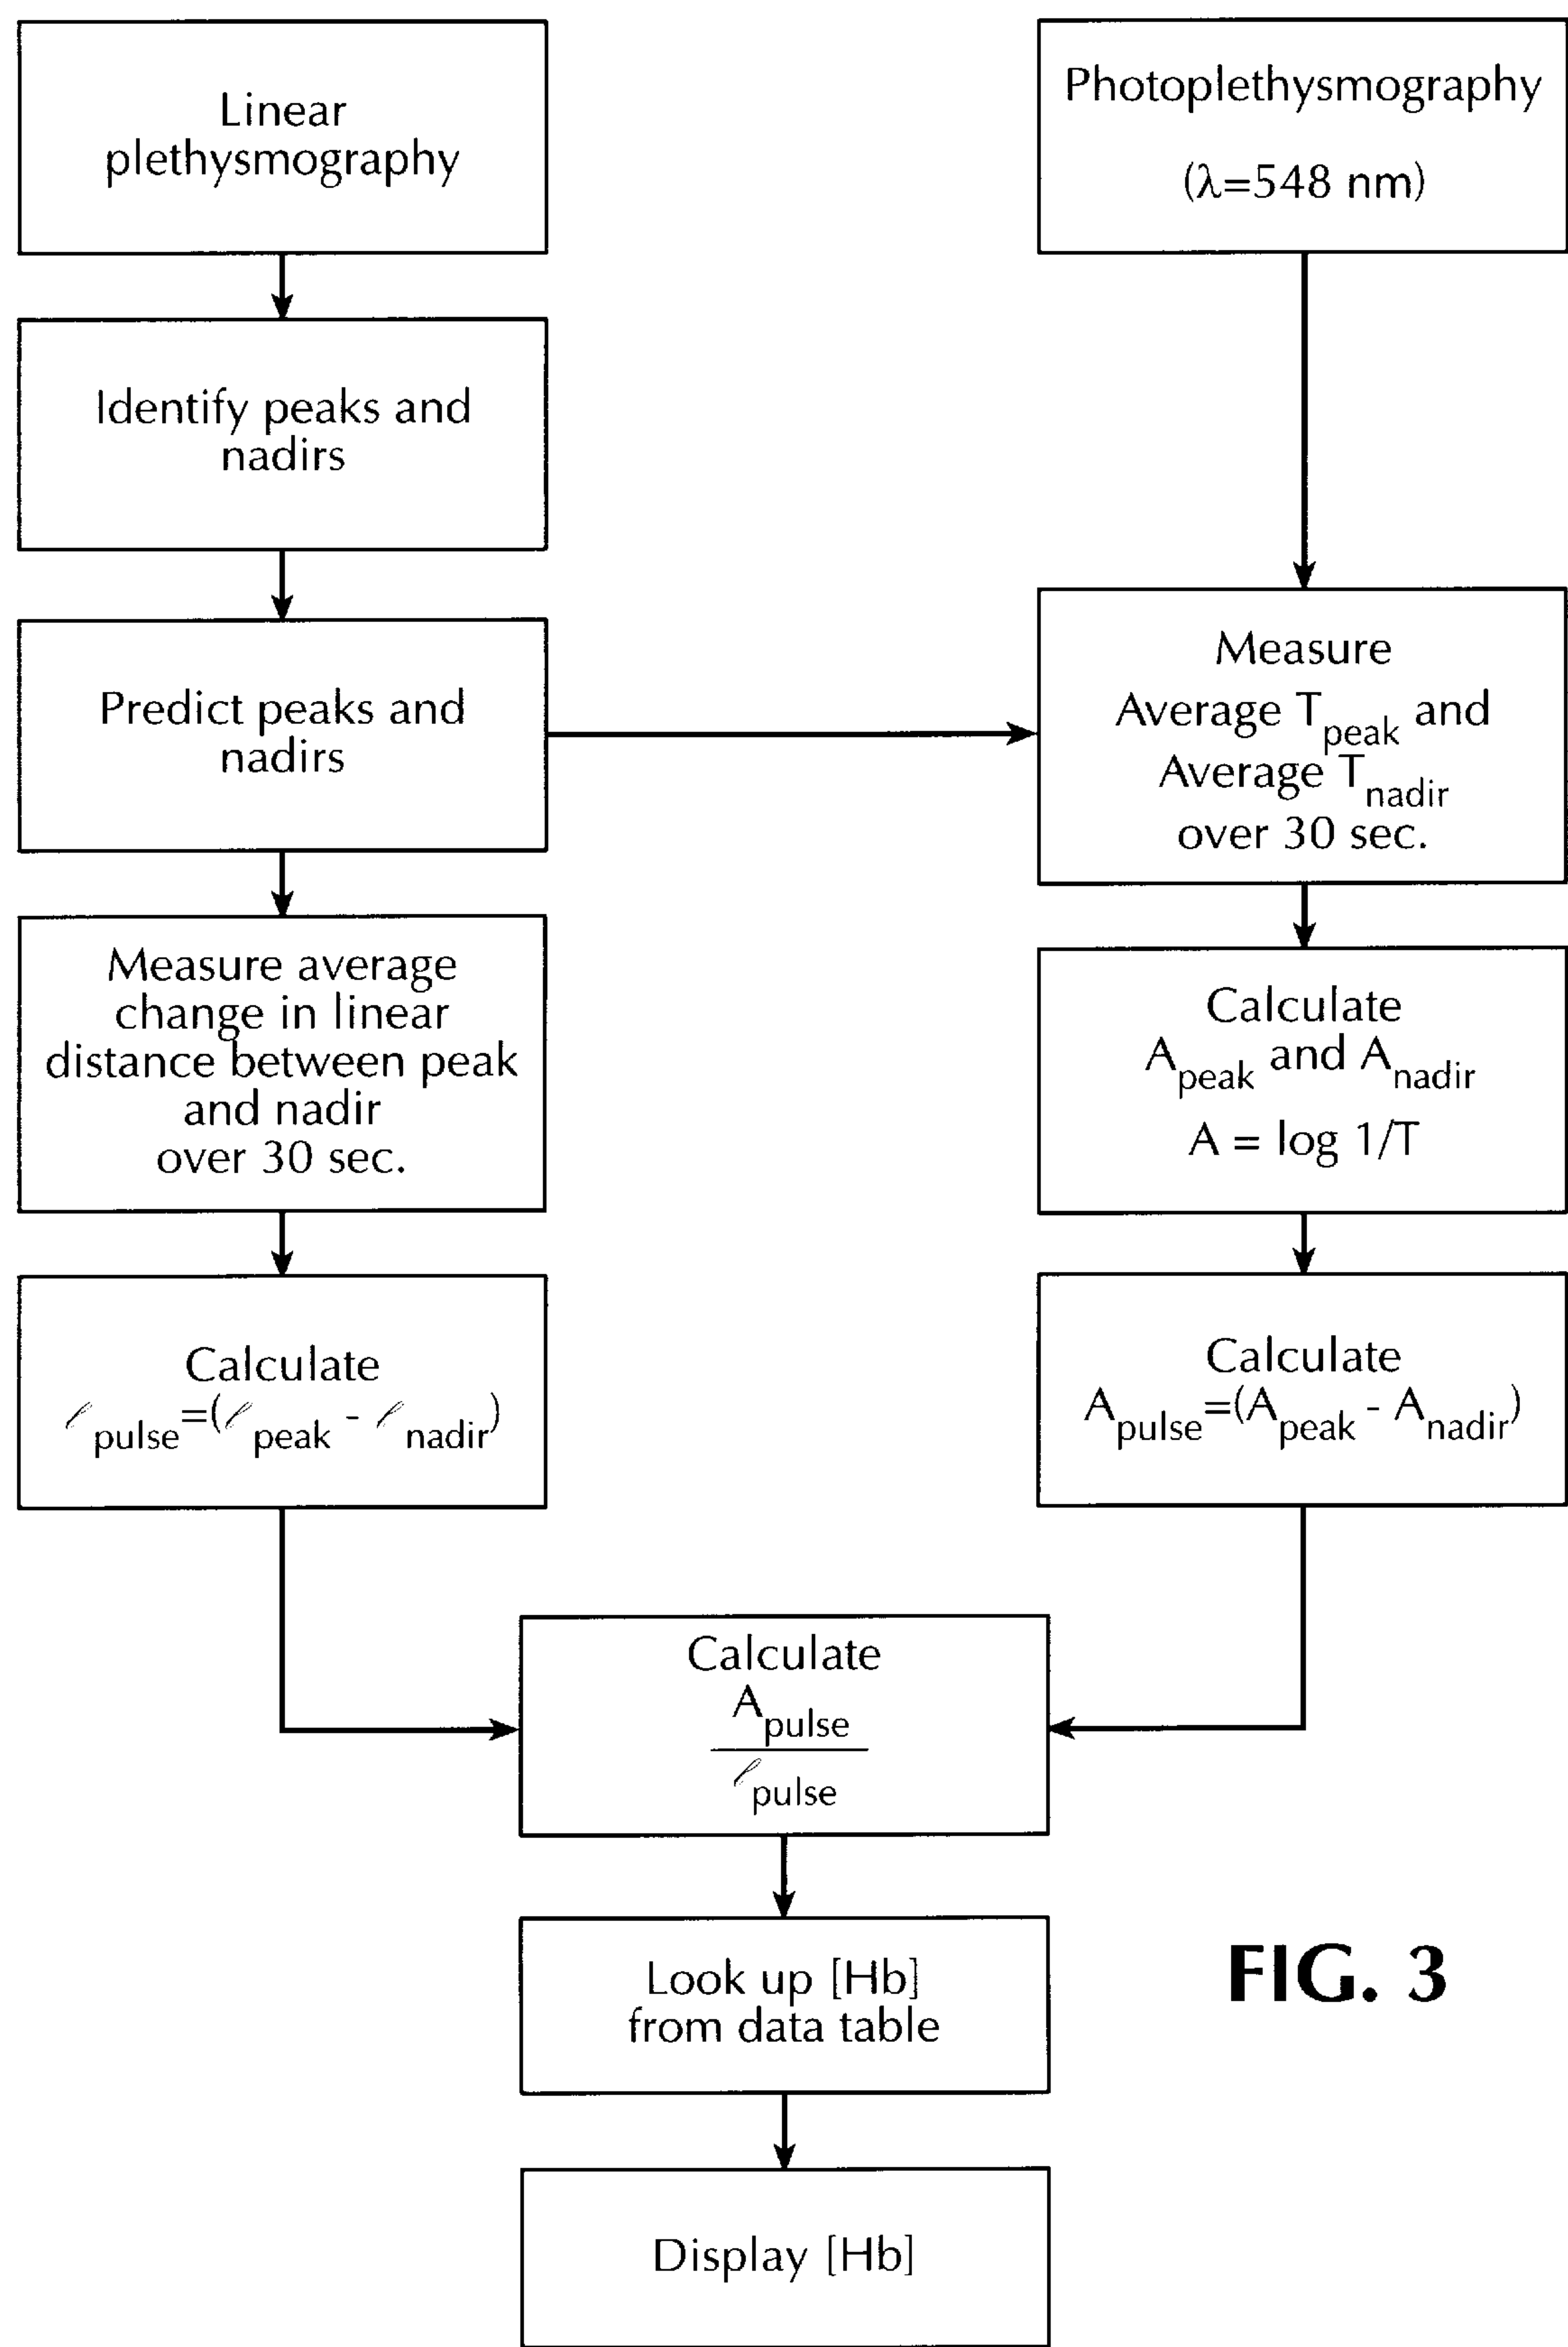 Linear
plethysmography
Identify peaks and
nadirs
Predict peaks and
nadirs
Measure average
change in linear
distance between peak
and nadir
over 30 sec.
Calculate
ℓpulse=(ℓpeak - ℓnadir)
Photoplethysmography
(λ=548 nm)
Measure
Average Tpeak and
Average Tnadir
over 30 sec.
Calculate
Apeak and Anadir
A = log 1/T
Calculate
Apulse=(Apeak - Anadir)
Calculate
Apulse
ℓpulse
Look up [Hb]
from data table
Display [Hb]
FIG. 3